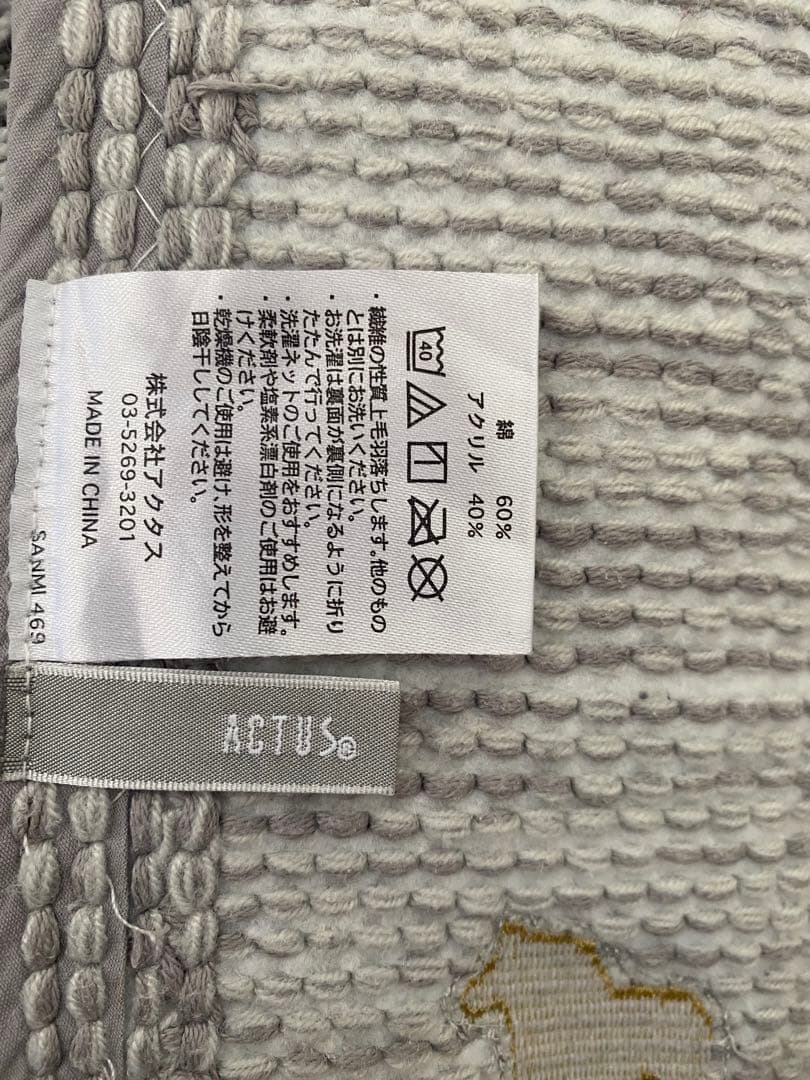 綿 60%
アクリル 40%
40
・繊維の性質上毛羽落ちします。他のもの
とは別にお洗いください。
・お洗濯は裏面が裏側になるように折り
たたんで行ってください。
・洗濯ネットのご使用をおすすめします。
・柔軟剤や塩素系漂白剤のご使用はお避
けください。
・乾燥機のご使用は避け、形を整えてから
日陰干ししてください。
株式会社アクタス
03-5269-3201
MADE IN CHINA
SANMI 469
ACTUS®